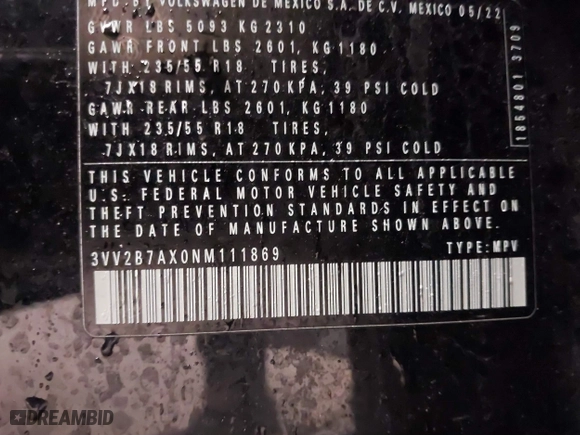 MFG. BY VOLKSWAGEN DE MEXICO S.A. DE C.V. MEXICO 05/22
GVWR LBS 5093 KG 2310
GAWR FRONT LBS 2601, KG 1180
WITH 235/55 R18 TIRES,
7JX18 RIMS, AT 270 KPA, 39 PSI COLD
GAWR REAR LBS 2601, KG 1180
WITH 235/55 R18 TIRES,
7JX18 RIMS, AT 270 KPA, 39 PSI COLD
THIS VEHICLE CONFORMS TO ALL APPLICABLE
U.S. FEDERAL MOTOR VEHICLE SAFETY AND
THEFT PREVENTION STANDARDS IN EFFECT ON
THE DATE OF MANUFACTURE SHOWN ABOVE.
3VV2B7AX0NM111869 TYPE: MPV
1854801 3709
DREAMBID